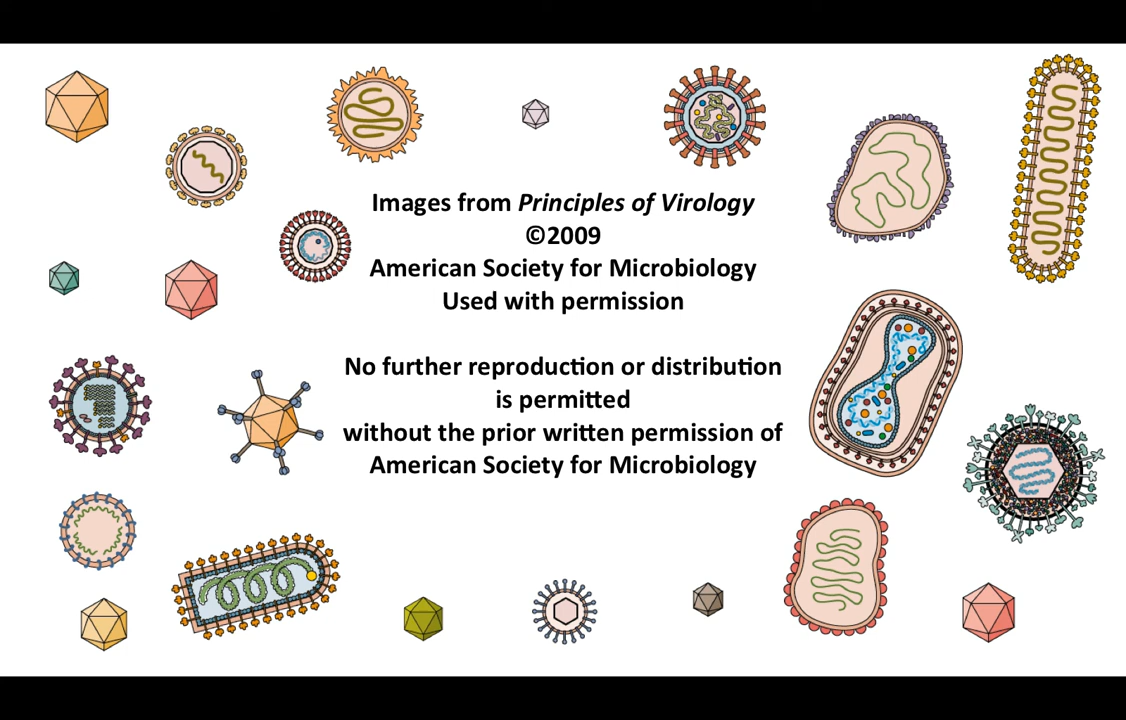 Images from Principles of Virology
©2009
American Society for Microbiology
Used with permission
No further reproduction or distribution
is permitted
without the prior written permission of
American Society for Microbiology